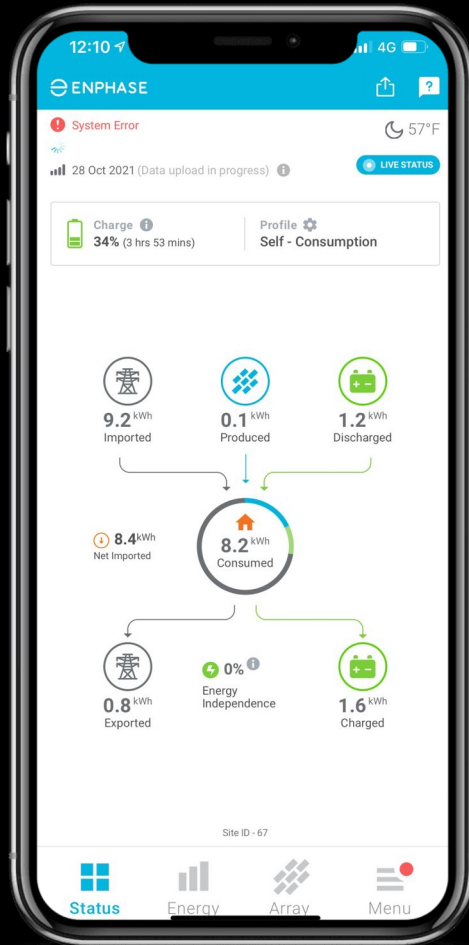 12:10
4G
ENPHASE
?
! System Error
57°F
28 Oct 2021 (Data upload in progress) i
LIVE STATUS
Charge i
34% (3 hrs 53 mins)
Profile
Self - Consumption
9.2 kWh
Imported
0.1 kWh
Produced
1.2 kWh
Discharged
8.4 kWh
Net Imported
8.2 kWh
Consumed
0.8 kWh
Exported
0% i
Energy
Independence
1.6 kWh
Charged
Site ID - 67
Status
Energy
Array
Menu